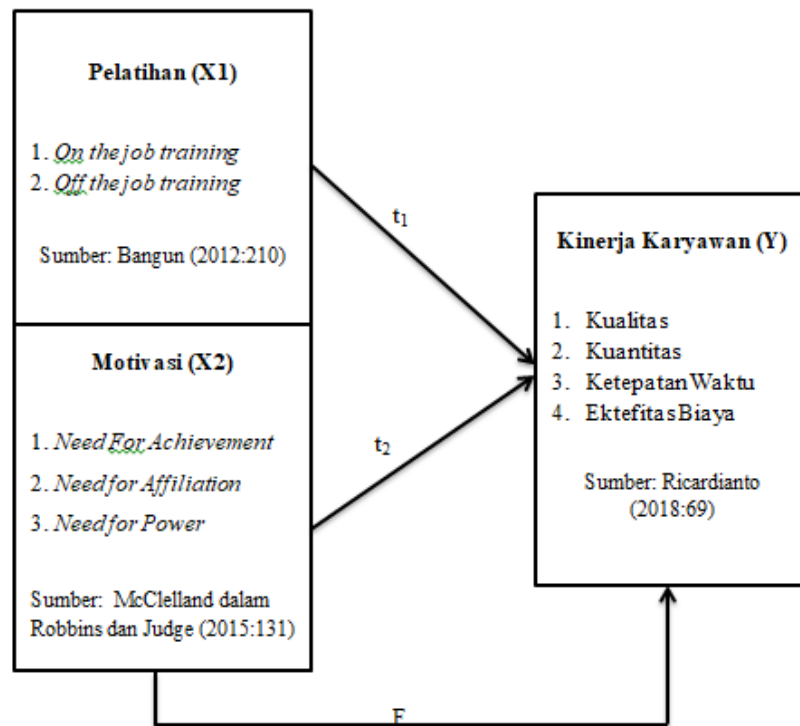 Pelatihan (X1)
1. On the job training
2. Off the job training
Sumber: Bangun (2012:210)
Motivasi (X2)
1. Need For Achievement
2. Need for Affiliation
3. Need for Power
Sumber: McClelland dalam
Robbins dan Judge (2015:131)
t1
t2
Kinerja Karyawan (Y)
1. Kualitas
2. Kuantitas
3. Ketepatan Waktu
4. Ektefitas Biaya
Sumber: Ricardianto
(2018:69)
F